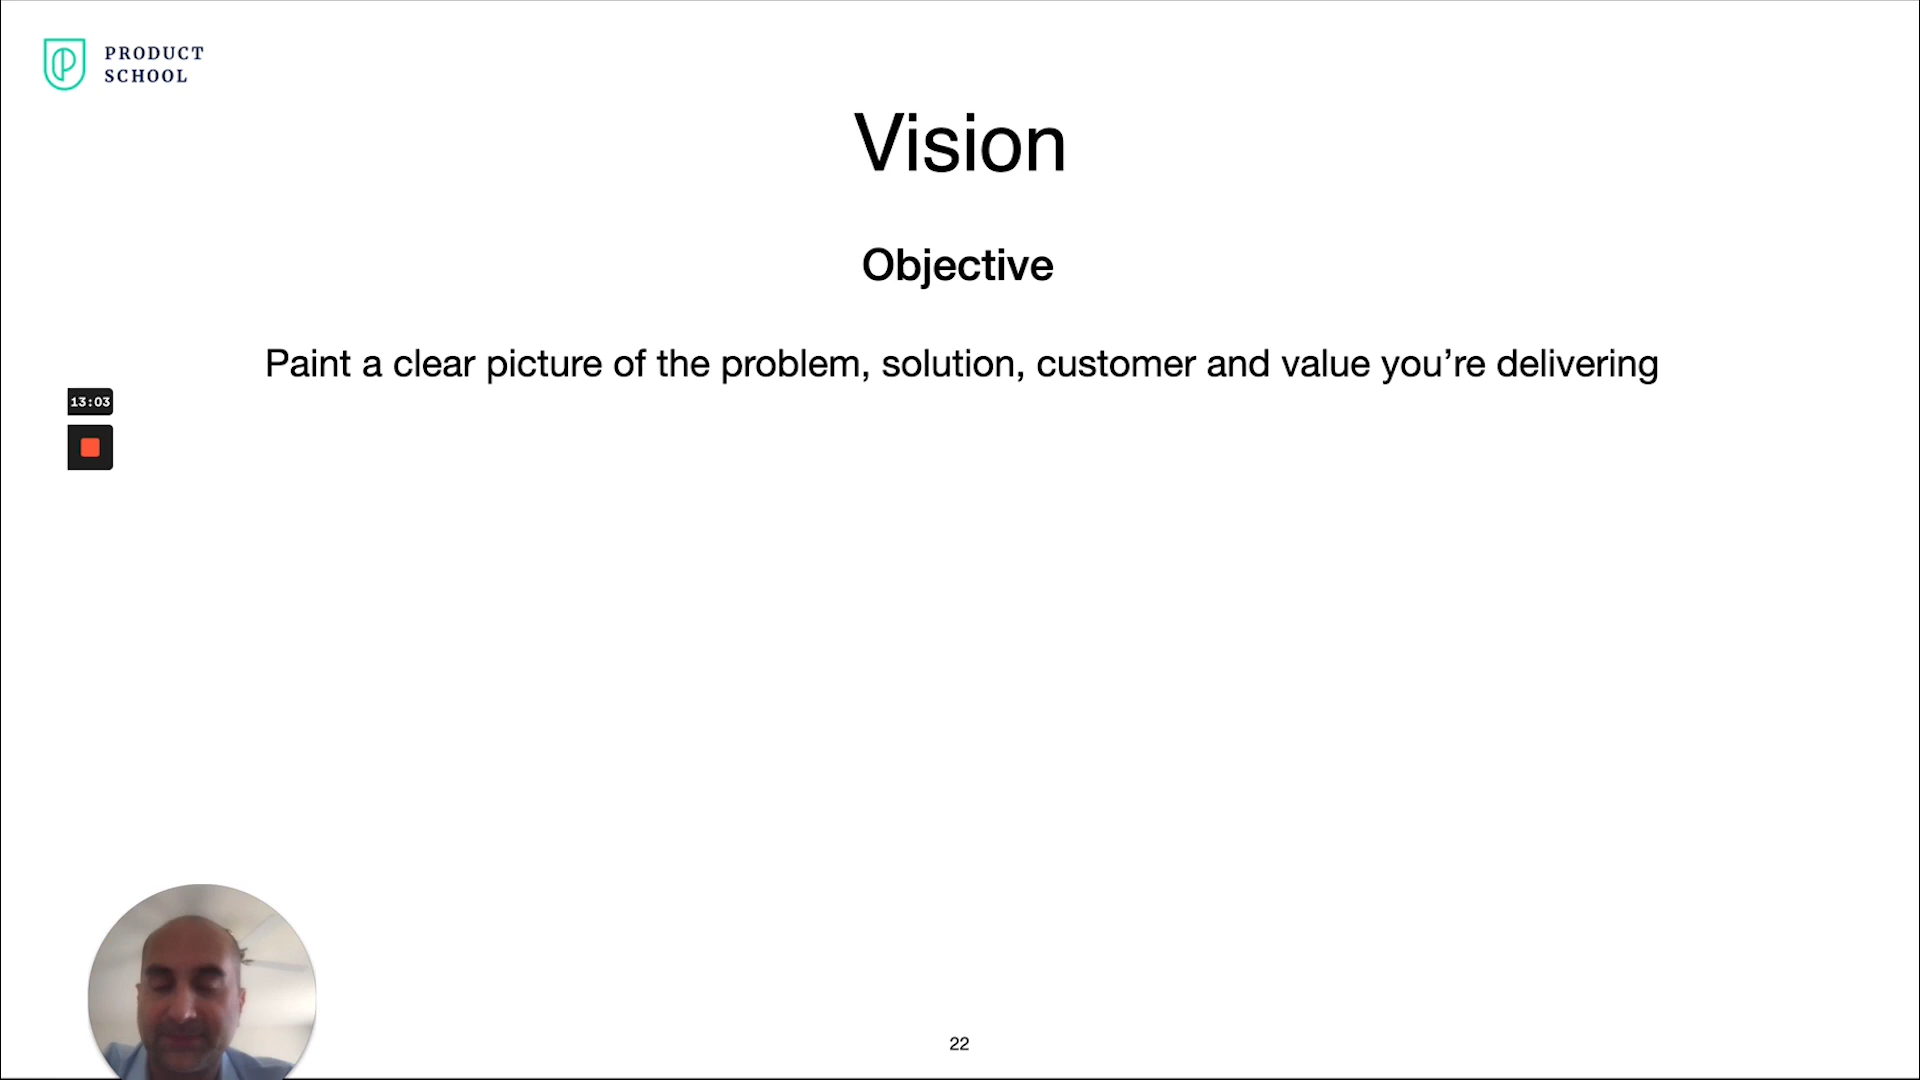 PRODUCT
SCHOOL
Vision
Objective
Paint a clear picture of the problem, solution, customer and value you’re delivering
13:03
22